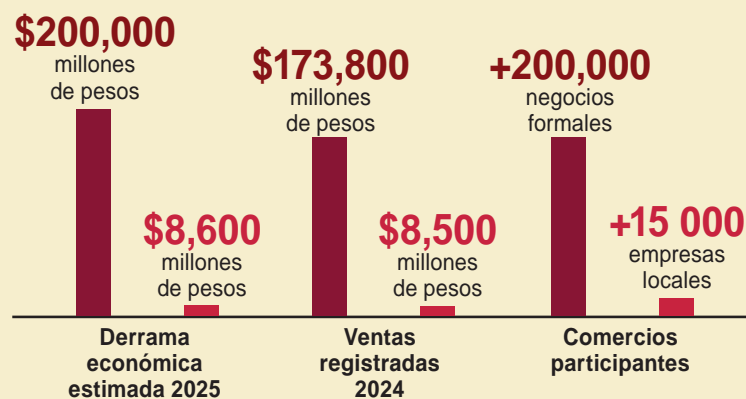 $200,000
millones
de pesos
$8,600
millones
de pesos
Derrama
económica
estimada 2025
$173,800
millones
de pesos
$8,500
millones
de pesos
Ventas
registradas
2024
+200,000
negocios
formales
+15 000
empresas
locales
Comercios
participantes